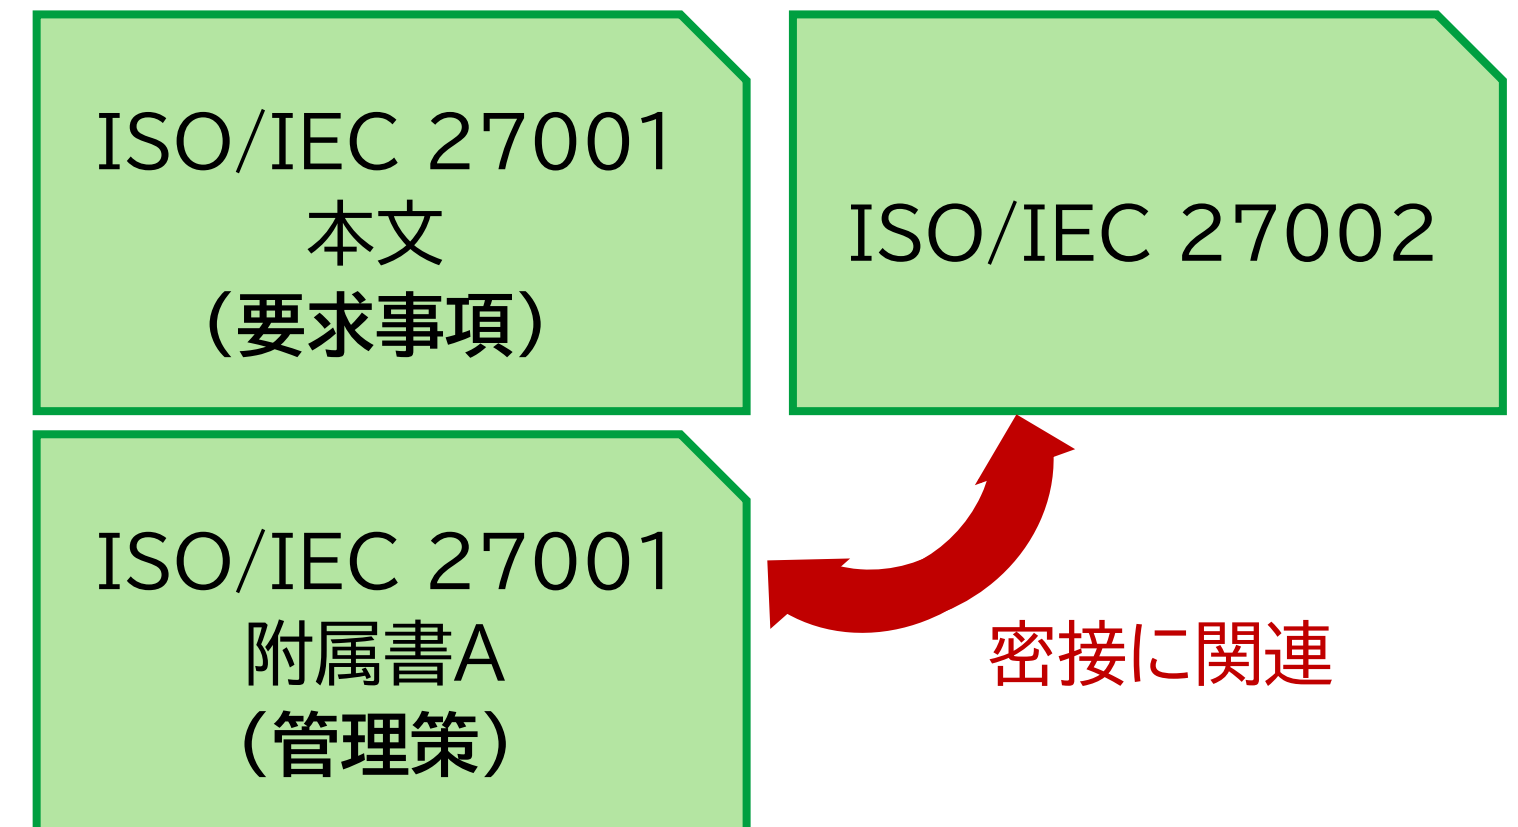 ISO/IEC 27001
本文
（要求事項）
ISO/IEC 27002
ISO/IEC 27001
附属書A
（管理策）
密接に関連